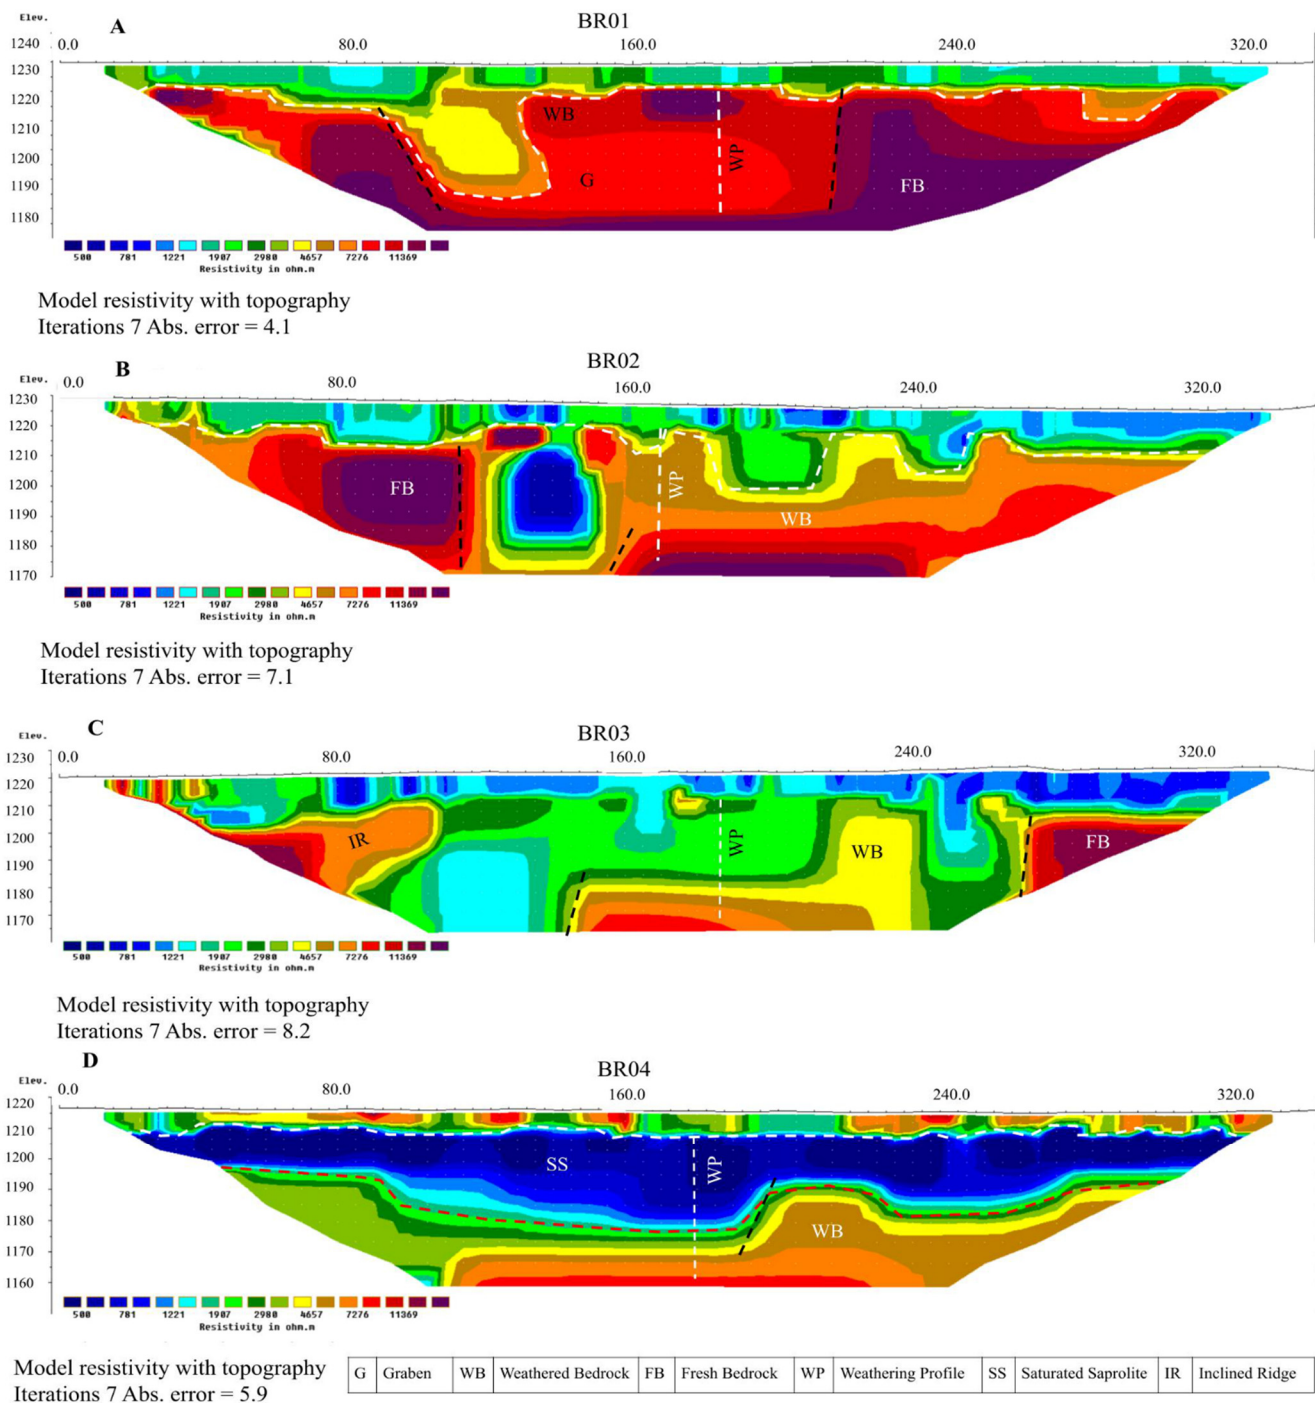 A
BR01
Elev.
0.0 80.0 160.0 240.0 320.0
1240
1230
1220
1210
1200
1190
1180
WB
WP
G
FB
500 781 1221 1907 2980 4657 7276 11369
Resistivity in ohm.m
Model resistivity with topography
Iterations 7 Abs. error = 4.1
B
BR02
Elev.
0.0 80.0 160.0 240.0 320.0
1230
1220
1210
1200
1190
1180
1170
FB
WP
WB
500 781 1221 1907 2980 4657 7276 11369
Resistivity in ohm.m
Model resistivity with topography
Iterations 7 Abs. error = 7.1
C
BR03
Elev.
0.0 80.0 160.0 240.0 320.0
1230
1220
1210
1200
1190
1180
1170
IR
WP
WB
FB
500 781 1221 1907 2980 4657 7276 11369
Resistivity in ohm.m
Model resistivity with topography
Iterations 7 Abs. error = 8.2
D
BR04
Elev.
0.0 80.0 160.0 240.0 320.0
1220
1210
1200
1190
1180
1170
1160
SS
WP
WB
500 781 1221 1907 2980 4657 7276 11369
Resistivity in ohm.m
Model resistivity with topography
Iterations 7 Abs. error = 5.9
G Graben WB Weathered Bedrock FB Fresh Bedrock WP Weathering Profile SS Saturated Saprolite IR Inclined Ridge